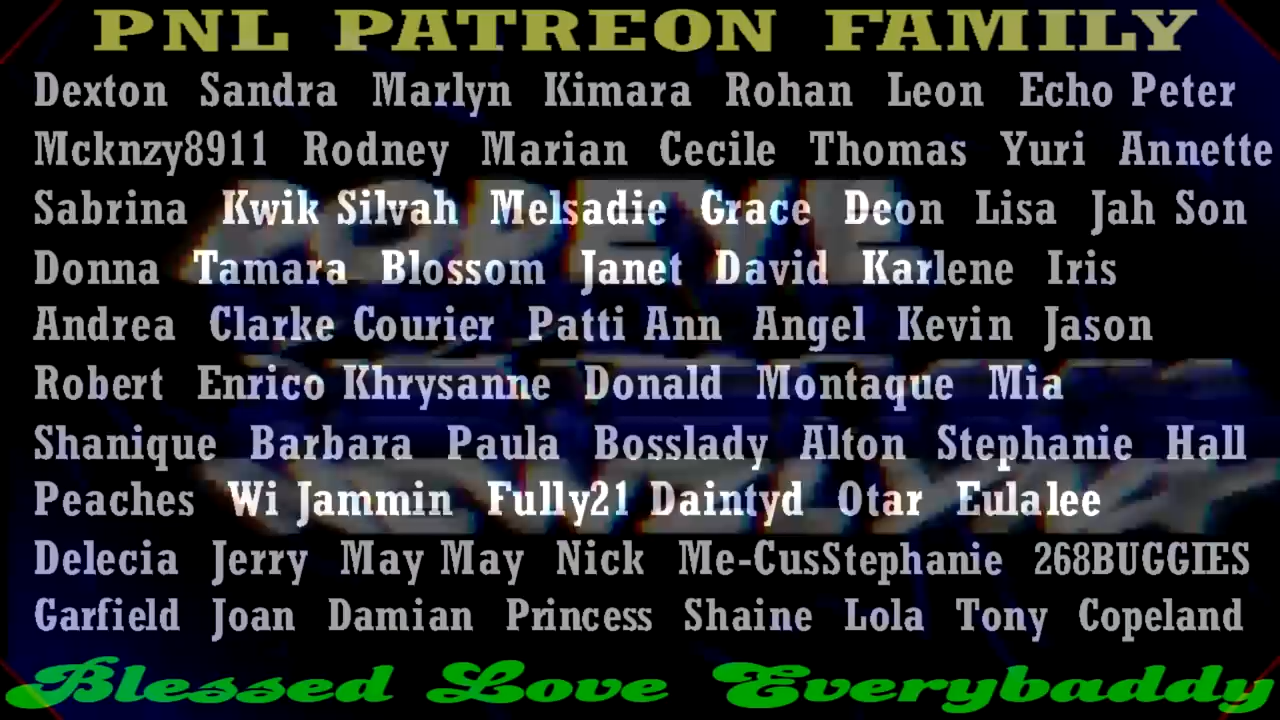 PNL PATREON FAMILY
Dexton Sandra Marlyn Kimara Rohan Leon Echo Peter
Mcknzy8911 Rodney Marian Cecile Thomas Yuri Annette
Sabrina Kwik Silvah Melsadie Grace Deon Lisa Jah Son
Donna Tamara Blossom Janet David Karlene Iris
Andrea Clarke Courier Patti Ann Angel Kevin Jason
Robert Enrico Khrysanne Donald Montaque Mia
Shanique Barbara Paula Bosslady Alton Stephanie Hall
Peaches Wi Jammin Fully21 Daintyd Otar Eulalee
Delecia Jerry May May Nick Me-CusStephanie 268BUGGIES
Garfield Joan Damian Princess Shaine Lola Tony Copeland
Blessed Love Everybaddy